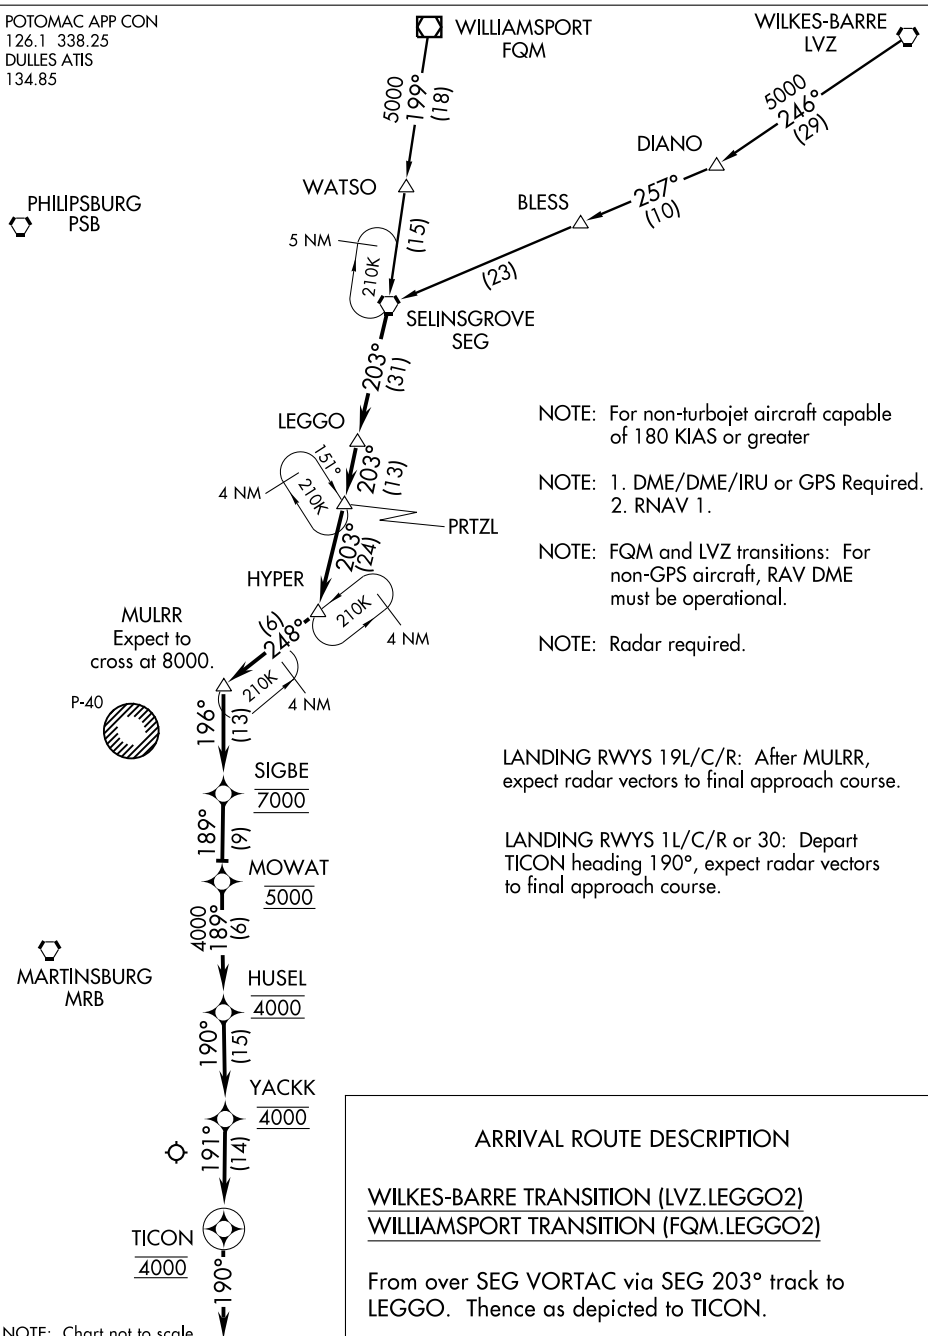 POTOMAC APP CON
126.1 338.25
DULLES ATIS
134.85
WILLIAMSPORT
FQM
WILKES-BARRE
LVZ
5000
199°
(18)
5000
246°
(29)
DIANO
WATSO
257°
(10)
BLESS
PHILIPSBURG
PSB
5 NM
(15)
210K
(23)
SELINSGROVE
SEG
203°
(31)
LEGGO
NOTE: For non-turbojet aircraft capable
of 180 KIAS or greater
151°
203°
(13)
4 NM
210K
NOTE: 1. DME/DME/IRU or GPS Required.
2. RNAV 1.
PRTZL
203°
(24)
NOTE: FQM and LVZ transitions: For
non-GPS aircraft, RAV DME
must be operational.
HYPER
210K
4 NM
MULRR
Expect to
cross at 8000.
(6)
248°
NOTE: Radar required.
210K
4 NM
P-40
196°
(13)
LANDING RWYS 19L/C/R: After MULRR,
expect radar vectors to final approach course.
SIGBE
7000
189°
(9)
LANDING RWYS 1L/C/R or 30: Depart
TICON heading 190°, expect radar vectors
to final approach course.
MOWAT
5000
4000
189°
(6)
MARTINSBURG
MRB
HUSEL
4000
190°
(15)
YACKK
4000
191°
(14)
TICON
4000
190°
ARRIVAL ROUTE DESCRIPTION
WILKES-BARRE TRANSITION (LVZ.LEGGO2)
WILLIAMSPORT TRANSITION (FQM.LEGGO2)
From over SEG VORTAC via SEG 203° track to
LEGGO. Thence as depicted to TICON.
NOTE: Chart not to scale